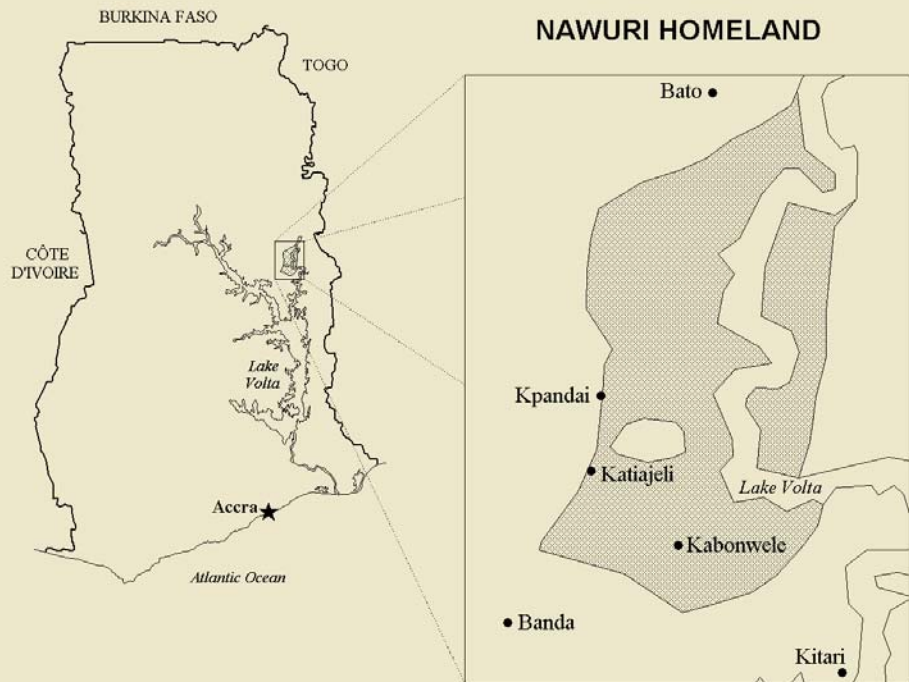 NAWURI HOMELAND
BURKINA FASO
TOGO
CÔTE
D'IVOIRE
Lake
Volta
Accra
Atlantic Ocean
Bato
Kpandai
Katiajeli
Lake Volta
Kabonwele
Banda
Kitari